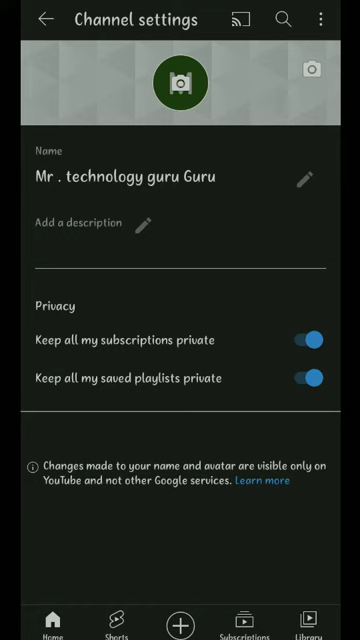 Channel settings
Name
Mr . technology guru Guru
Add a description
Privacy
Keep all my subscriptions private
Keep all my saved playlists private
Changes made to your name and avatar are visible only on
YouTube and not other Google services. Learn more
Home Shorts Subscriptions Library